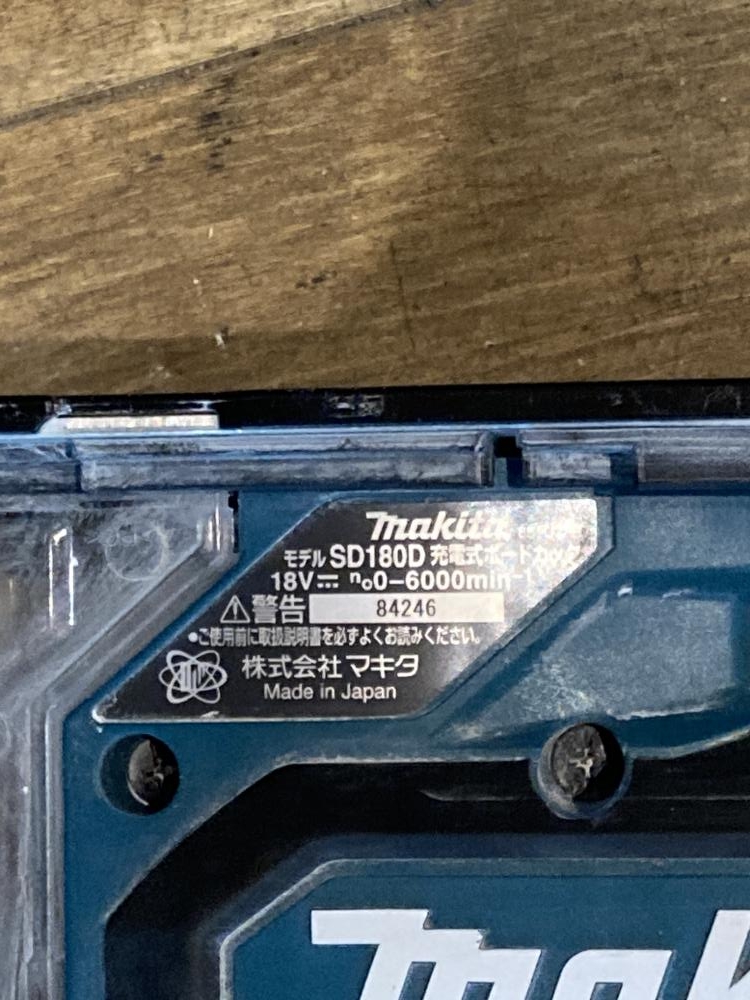 makita
モデル SD180D 充電式ボードカッタ
18V⎓ n₀0-6000min⁻¹
⚠警告 84246
●ご使用前に取扱説明書を必ずよくお読みください。
株式会社マキタ
Made in Japan
mak